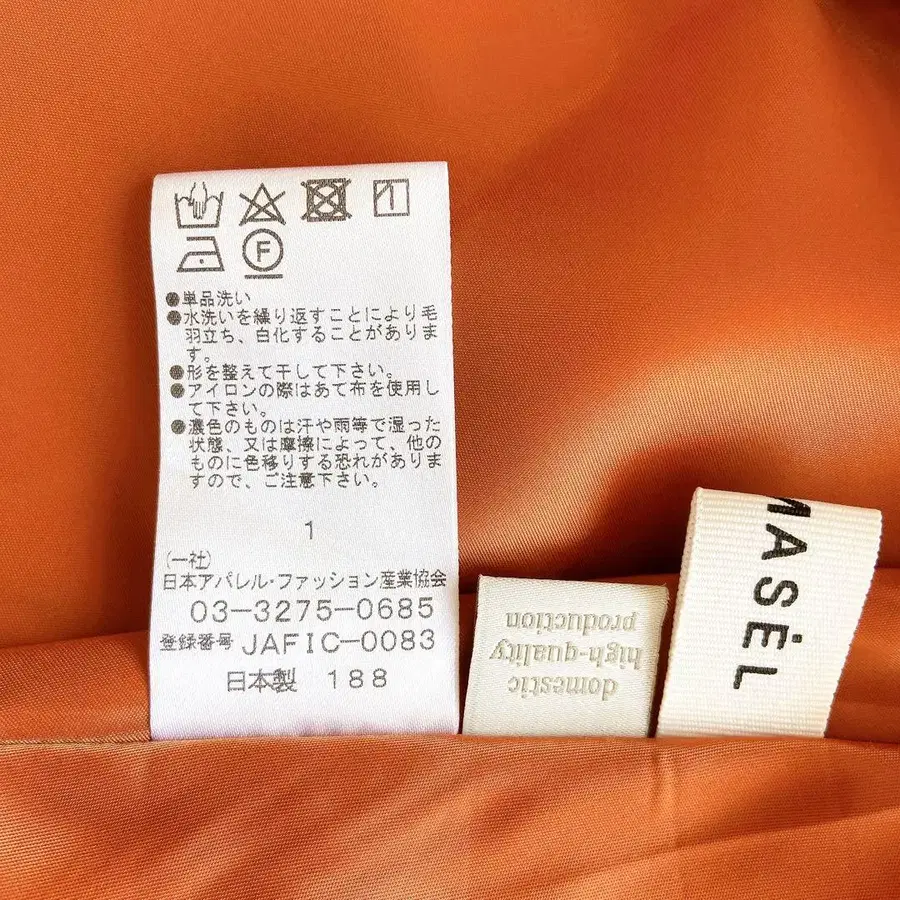 F
●単品洗い
●水洗いを繰り返すことにより毛
羽立ち、白化することがありま
す。
●形を整えて干して下さい。
●アイロンの際はあて布を使用し
て下さい。
●濃色のものは汗や雨等で湿った
状態、又は摩擦によって、他の
ものに色移りする恐れがありま
すので、ご注意下さい。
1
(一社)
日本アパレル・ファッション産業協会
03-3275-0685
登録番号 JAFIC-0083
日本製 188
domestic
high-quality
production
MASĖL